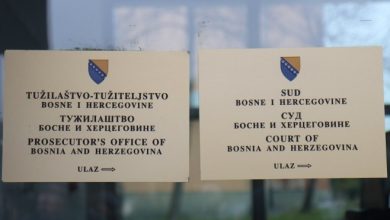 TUŽILAŠTVO-TUŽITELJSTVO
BOSNE I HERCEGOVINE
ТУЖИЛАШТВО
БОСНЕ И ХЕРЦЕГОВИНЕ
PROSECUTOR'S OFFICE OF
BOSNIA AND HERZEGOVINA
ULAZ ⇨
SUD
BOSNE I HERCEGOVINE
СУД
БОСНЕ И ХЕРЦЕГОВИНЕ
COURT OF
BOSNIA AND HERZEGOVINA
ULAZ ⇨